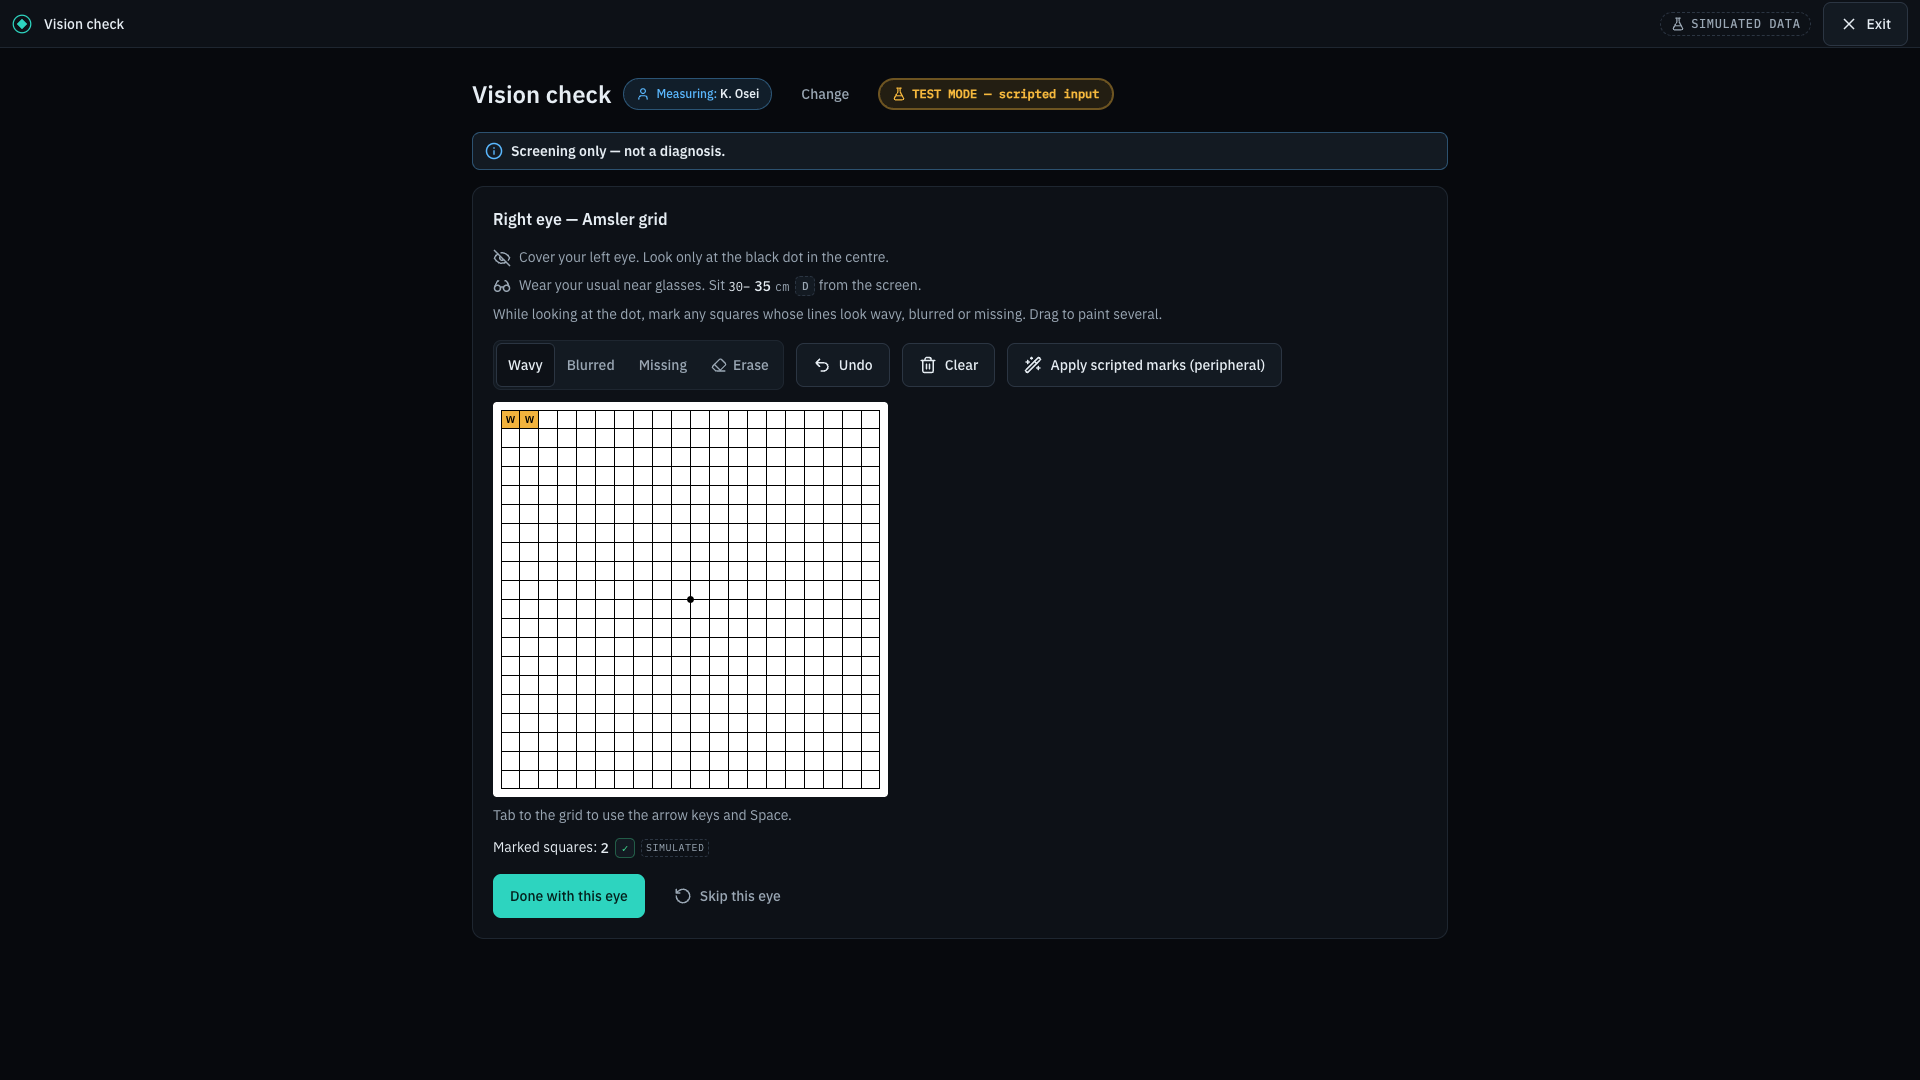 Vision check
SIMULATED DATA
Exit
Vision check
Measuring: K. Osei
Change
TEST MODE — scripted input
Screening only — not a diagnosis.
Right eye — Amsler grid
Cover your left eye. Look only at the black dot in the centre.
Wear your usual near glasses. Sit 30– 35 cm D from the screen.
While looking at the dot, mark any squares whose lines look wavy, blurred or missing. Drag to paint several.
Wavy
Blurred
Missing
Erase
Undo
Clear
Apply scripted marks (peripheral)
W W
Tab to the grid to use the arrow keys and Space.
Marked squares: 2 ✓ SIMULATED
Done with this eye
Skip this eye